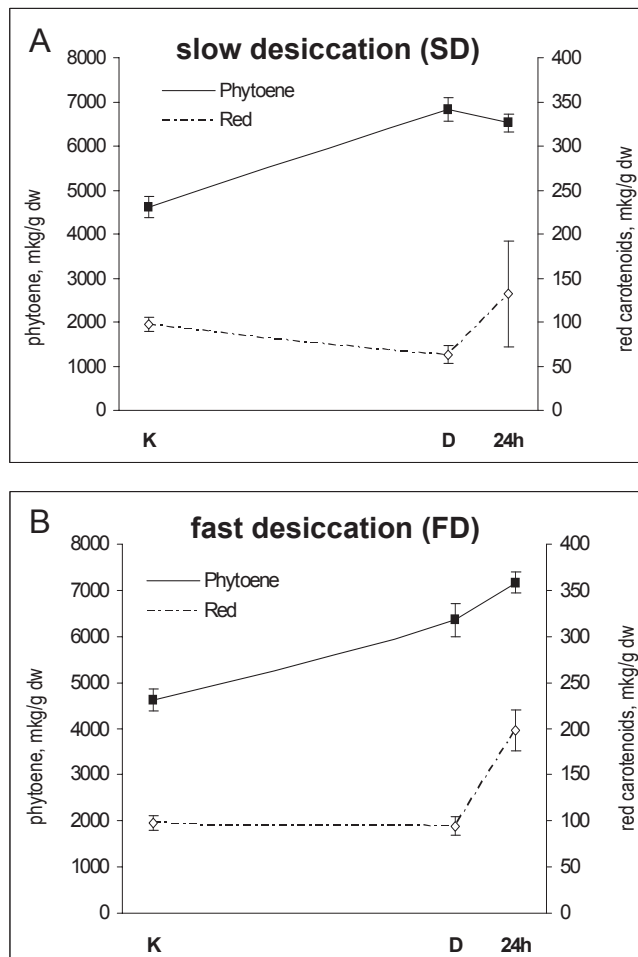 A
slow desiccation (SD)
8000
7000
6000
5000
4000
3000
2000
1000
0
phytoene, mkg/g dw
Phytoene
Red
400
350
300
250
200
150
100
50
0
red carotenoids, mkg/g dw
K
D
24h
B
fast desiccation (FD)
8000
7000
6000
5000
4000
3000
2000
1000
0
phytoene, mkg/g dw
Phytoene
Red
400
350
300
250
200
150
100
50
0
red carotenoids, mkg/g dw
K
D
24h